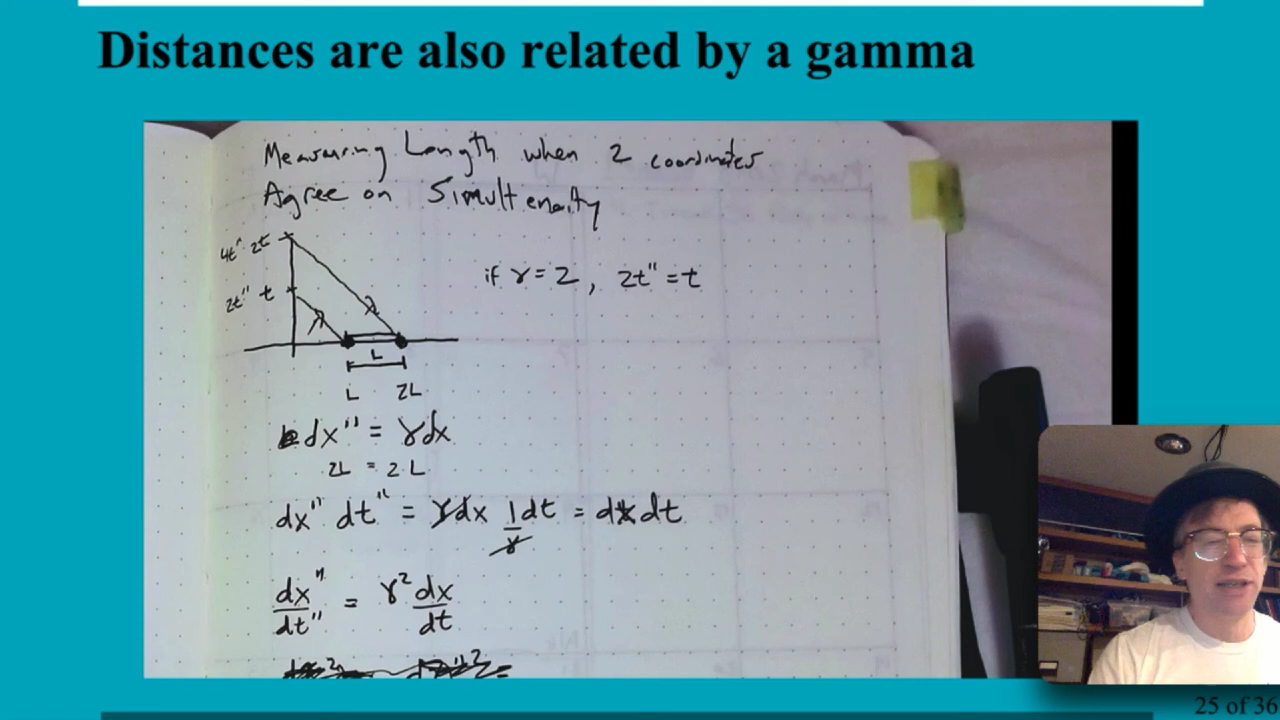 Distances are also related by a gamma
Measuring Length when 2 coordinates
Agree on Simultenaity
4t" 2t
2t" t
if γ = 2, 2t" = t
L
L 2L
dx" = γdx
2L = 2L
dx" dt" = γdx 1/γ dt = dx dt
dx"/dt" = γ² dx/dt
25 of 36